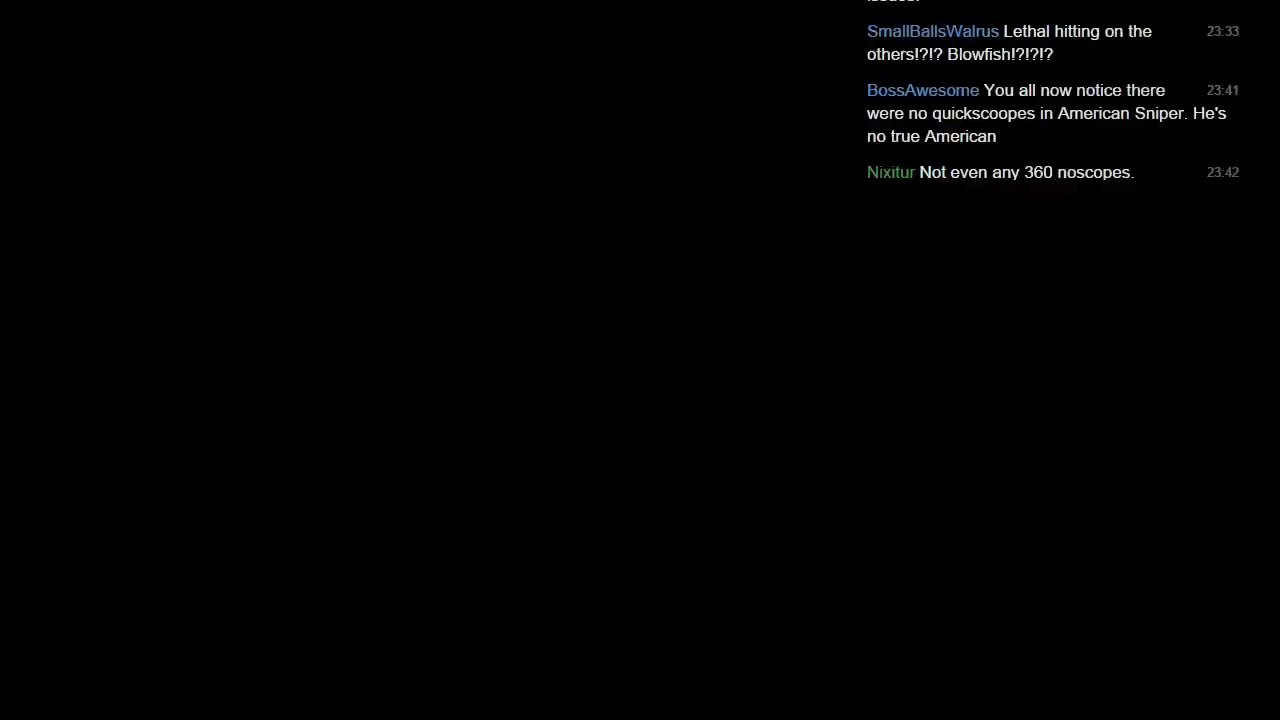 SmallBallsWalrus Lethal hitting on the 23:33
others!?!? Blowfish!?!?!?
BossAwesome You all now notice there 23:41
were no quickscoopes in American Sniper. He's
no true American
Nixitur Not even any 360 noscopes. 23:42